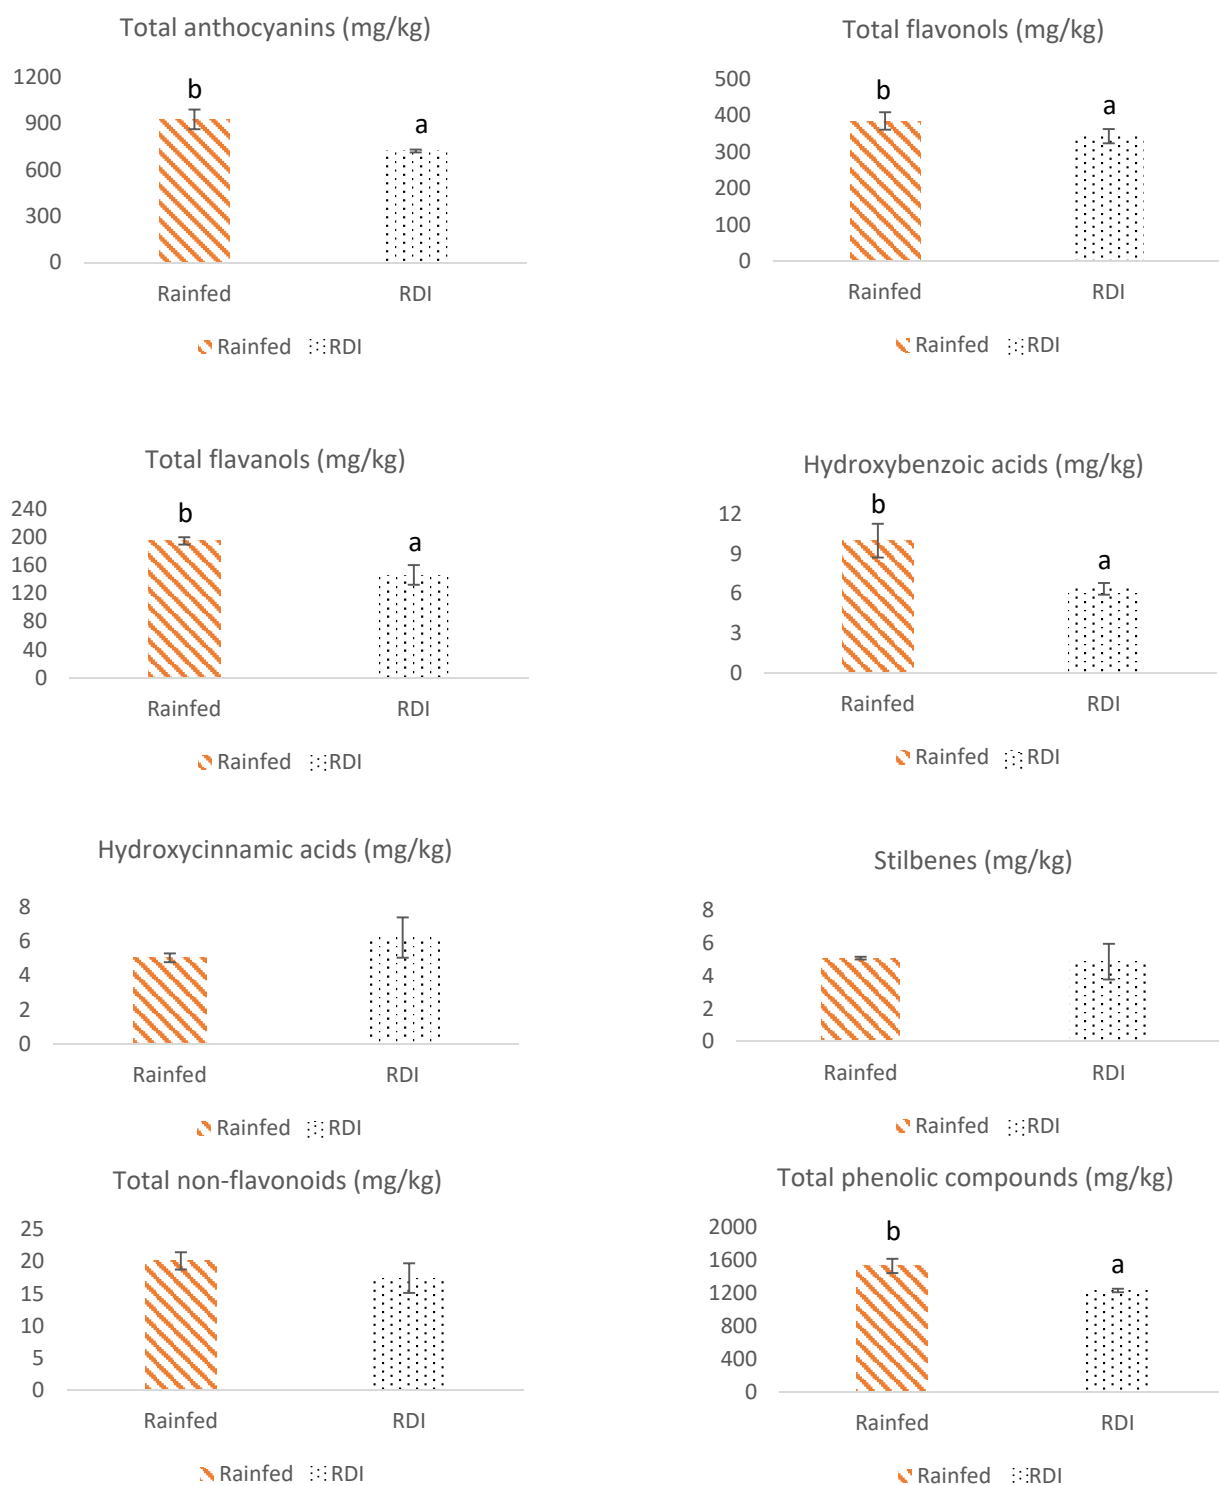 Total anthocyanins (mg/kg)
1200
900
600
300
0
b
a
Rainfed RDI
Rainfed RDI
Total flavonols (mg/kg)
500
400
300
200
100
0
b
a
Rainfed RDI
Rainfed RDI
Total flavanols (mg/kg)
240
200
160
120
80
40
0
b
a
Rainfed RDI
Rainfed RDI
Hydroxybenzoic acids (mg/kg)
12
9
6
3
0
b
a
Rainfed RDI
Rainfed RDI
Hydroxycinnamic acids (mg/kg)
8
6
4
2
0
Rainfed RDI
Rainfed RDI
Stilbenes (mg/kg)
8
6
4
2
0
Rainfed RDI
Rainfed RDI
Total non-flavonoids (mg/kg)
25
20
15
10
5
0
Rainfed RDI
Rainfed RDI
Total phenolic compounds (mg/kg)
2000
1600
1200
800
400
0
b
a
Rainfed RDI
Rainfed RDI